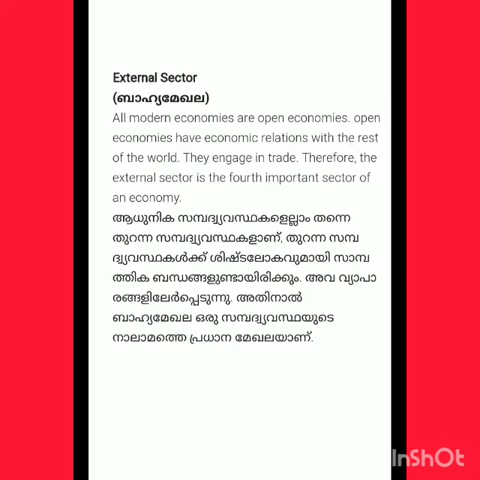 External Sector
(ബാഹ്യമേഖല)
All modern economies are open economies. open
economies have economic relations with the rest
of the world. They engage in trade. Therefore, the
external sector is the fourth important sector of
an economy.
ആധുനിക സമ്പദ്വ്യവസ്ഥകളെല്ലാം തന്നെ
തുറന്ന സമ്പദ്വ്യവസ്ഥകളാണ്, തുറന്ന സമ്പ
ദ്വ്യവസ്ഥകൾക്ക് ശിഷ്ടലോകവുമായി സാമ്പ
ത്തിക ബന്ധങ്ങളുണ്ടായിരിക്കും. അവ വ്യാപാ
രങ്ങളിലേർപ്പെടുന്നു. അതിനാൽ
ബാഹ്യമേഖല ഒരു സമ്പദ്വ്യവസ്ഥയുടെ
നാലാമത്തെ പ്രധാന മേഖലയാണ്.
InShOt